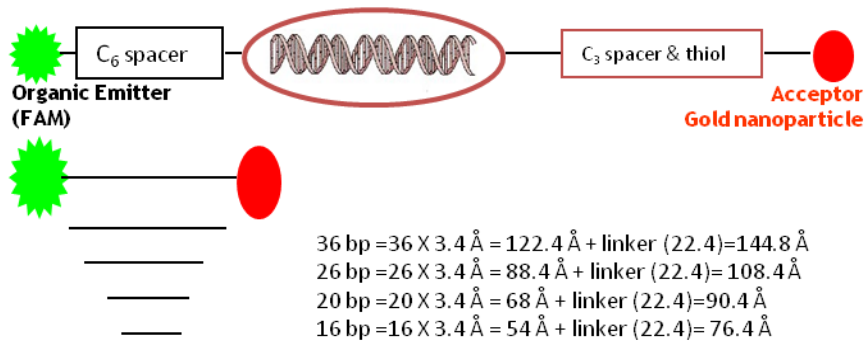 C6 spacer
C3 spacer & thiol
Organic Emitter
(FAM)
Acceptor
Gold nanoparticle
36 bp =36 X 3.4 Å = 122.4 Å + linker (22.4)=144.8 Å
26 bp =26 X 3.4 Å = 88.4 Å + linker (22.4)= 108.4 Å
20 bp =20 X 3.4 Å = 68 Å + linker (22.4)=90.4 Å
16 bp =16 X 3.4 Å = 54 Å + linker (22.4)= 76.4 Å